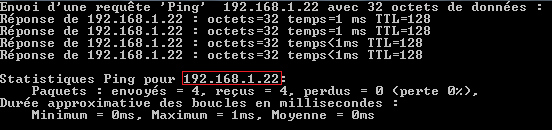 Envoi d'une requête 'Ping'  192.168.1.22 avec 32 octets de données :
Réponse de 192.168.1.22 : octets=32 temps=1 ms TTL=128
Réponse de 192.168.1.22 : octets=32 temps=1 ms TTL=128
Réponse de 192.168.1.22 : octets=32 temps<1ms TTL=128
Réponse de 192.168.1.22 : octets=32 temps<1ms TTL=128
Statistiques Ping pour 192.168.1.22:
    Paquets : envoyés = 4, reçus = 4, perdus = 0 (perte 0%),
Durée approximative des boucles en millisecondes :
    Minimum = 0ms, Maximum = 1ms, Moyenne = 0ms